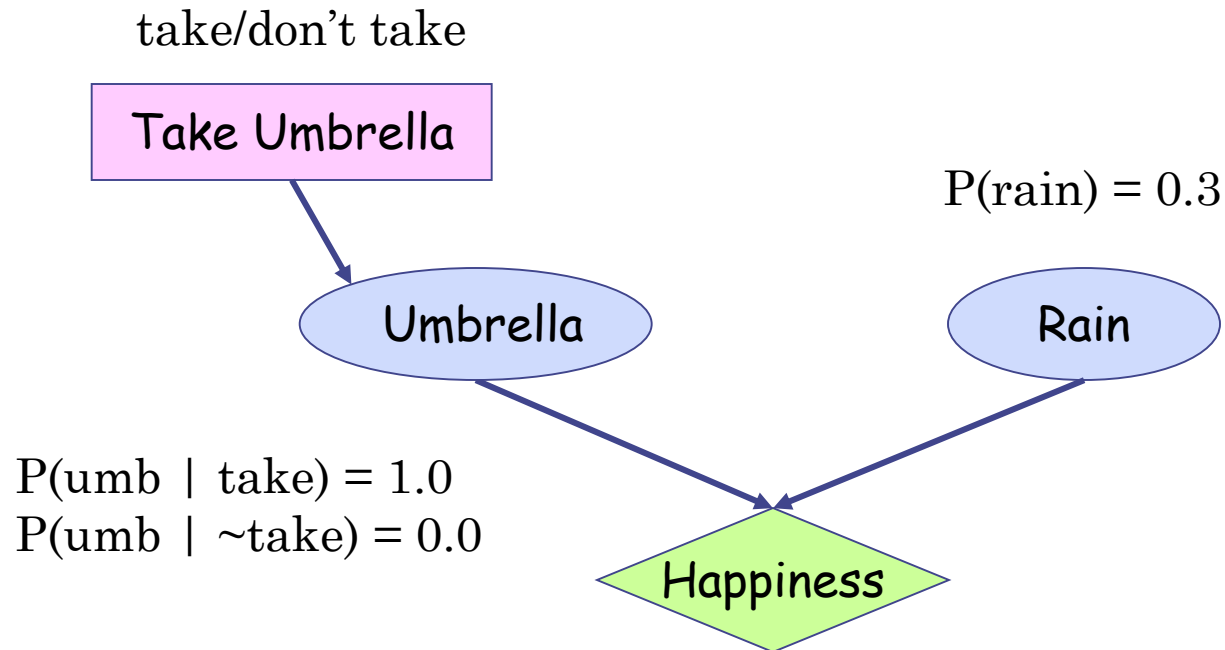 take/don’t take
Take Umbrella
P(rain) = 0.3
Umbrella
Rain
P(umb | take) = 1.0
P(umb | ~take) = 0.0
Happiness